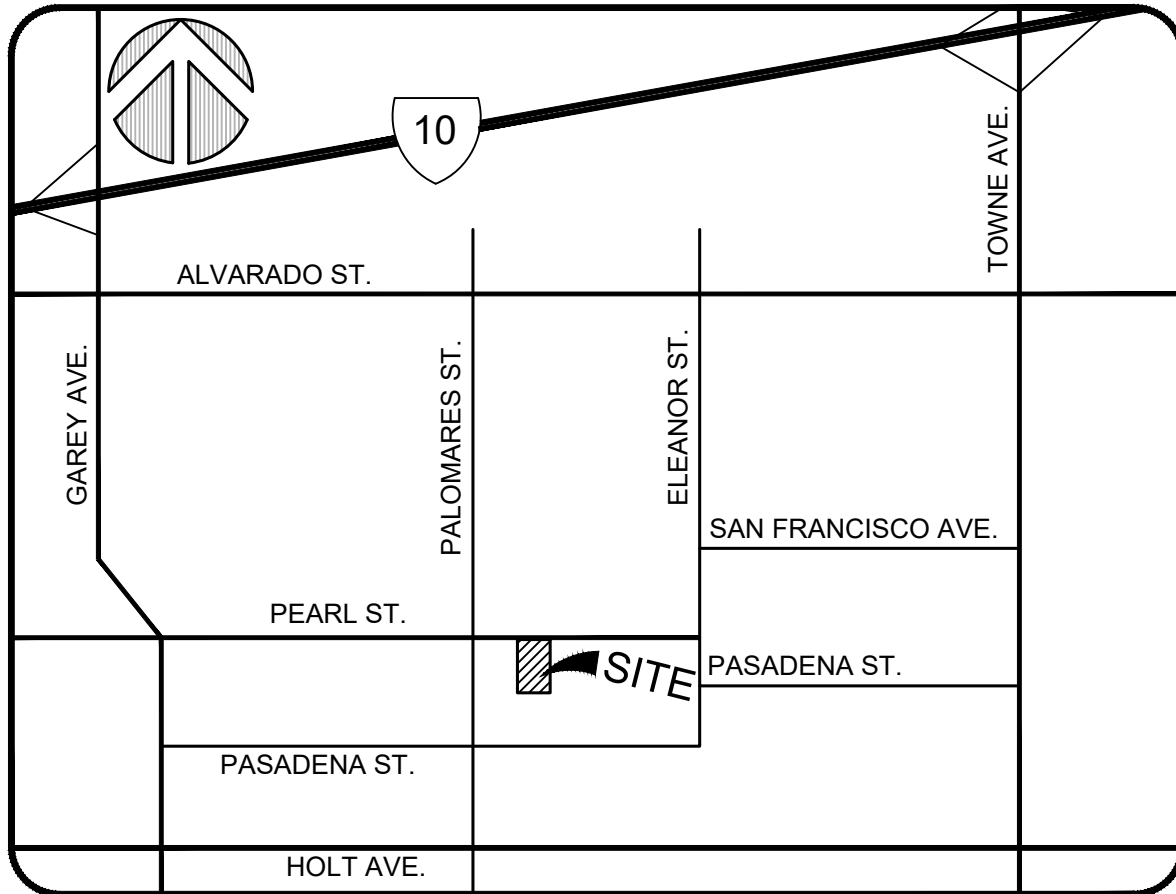 10
TOWNE AVE.
ALVARADO ST.
GAREY AVE.
PALOMARES ST.
ELEANOR ST.
SAN FRANCISCO AVE.
PEARL ST.
SITE
PASADENA ST.
PASADENA ST.
HOLT AVE.